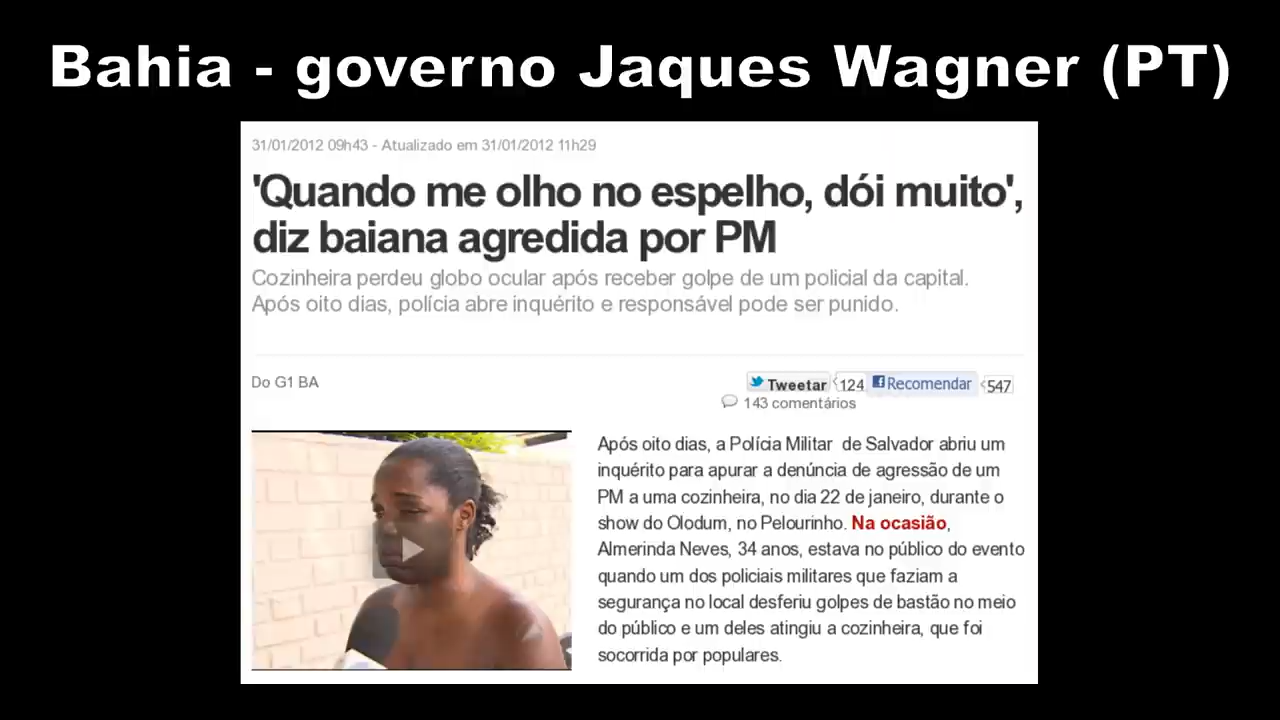 Bahia - governo Jaques Wagner (PT)
31/01/2012 09h43 - Atualizado em 31/01/2012 11h29
'Quando me olho no espelho, dói muito',
diz baiana agredida por PM
Cozinheira perdeu globo ocular após receber golpe de um policial da capital.
Após oito dias, polícia abre inquérito e responsável pode ser punido.
Do G1 BA
Tweetar 124 Recomendar 547
143 comentários
Após oito dias, a Polícia Militar de Salvador abriu um
inquérito para apurar a denúncia de agressão de um
PM a uma cozinheira, no dia 22 de janeiro, durante o
show do Olodum, no Pelourinho. Na ocasião,
Almerinda Neves, 34 anos, estava no público do evento
quando um dos policiais militares que faziam a
segurança no local desferiu golpes de bastão no meio
do público e um deles atingiu a cozinheira, que foi
socorrida por populares.